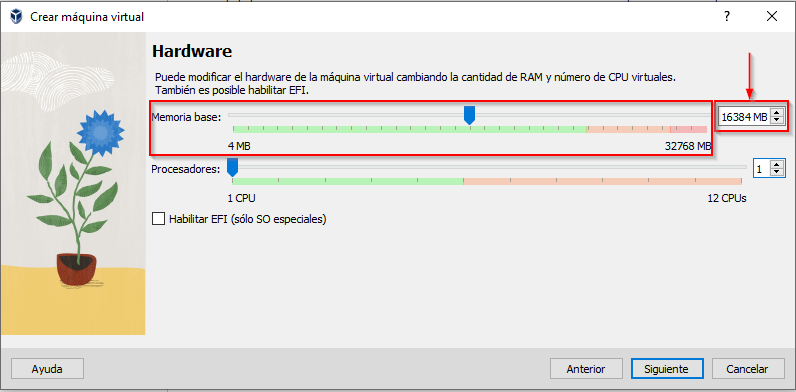 Crear máquina virtual
Hardware
Puede modificar el hardware de la máquina virtual cambiando la cantidad de RAM y número de CPU virtuales.
También es posible habilitar EFI.
Memoria base:
16384 MB
4 MB
32768 MB
Procesadores:
1
1 CPU
12 CPUs
Habilitar EFI (sólo SO especiales)
Ayuda
Anterior
Siguiente
Cancelar